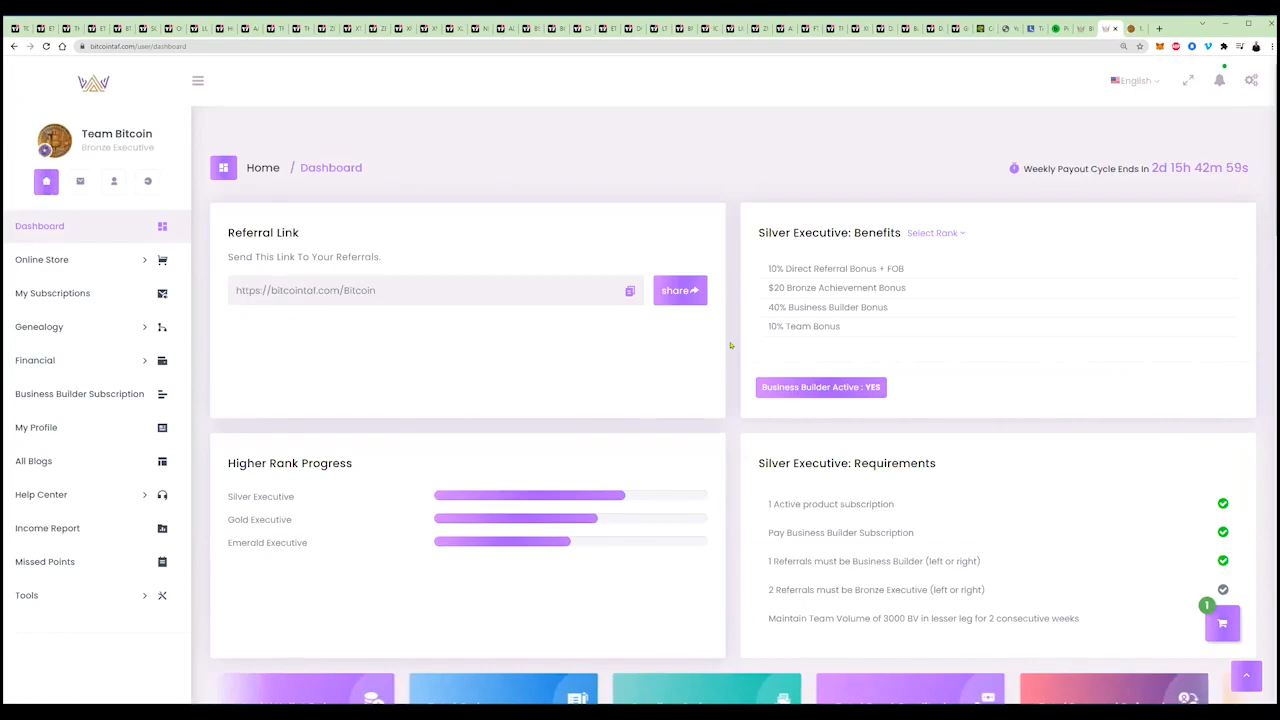 bitcointaf.com/user/dashboard
English
Team Bitcoin
Bronze Executive
Home / Dashboard
Weekly Payout Cycle Ends In 2d 15h 42m 59s
Dashboard
Online Store
My Subscriptions
Genealogy
Financial
Business Builder Subscription
My Profile
All Blogs
Help Center
Income Report
Missed Points
Tools
Referral Link
Send This Link To Your Referrals.
https://bitcointaf.com/Bitcoin
share
Silver Executive: Benefits Select Rank
10% Direct Referral Bonus + FOB
$20 Bronze Achievement Bonus
40% Business Builder Bonus
10% Team Bonus
Business Builder Active : YES
Higher Rank Progress
Silver Executive
Gold Executive
Emerald Executive
Silver Executive: Requirements
1 Active product subscription
Pay Business Builder Subscription
1 Referrals must be Business Builder (left or right)
2 Referrals must be Bronze Executive (left or right)
Maintain Team Volume of 3000 BV in lesser leg for 2 consecutive weeks
1